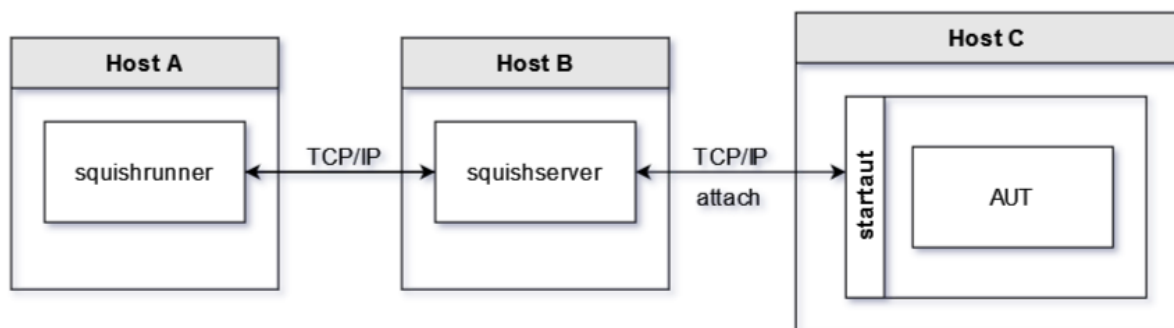 Host A
Host B
Host C
squishrunner
TCP/IP
squishserver
TCP/IP
attach
startaut
AUT